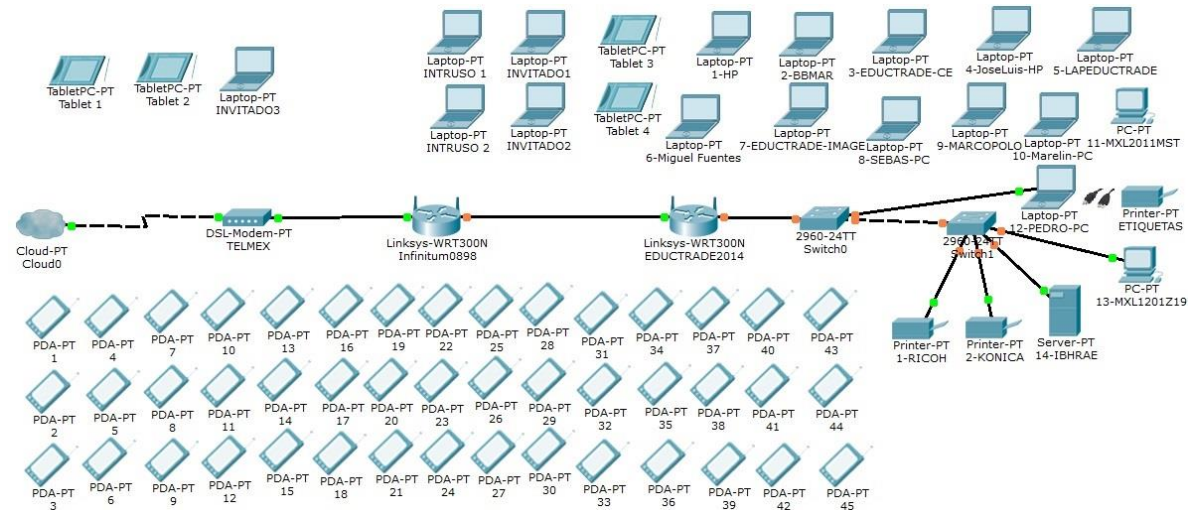 TabletPC-PT
Tablet 1
TabletPC-PT
Tablet 2
Laptop-PT
INVITADO3
Laptop-PT
INTRUSO 1
Laptop-PT
INVITADO1
TabletPC-PT
Tablet 3
Laptop-PT
1-HP
Laptop-PT
2-BBMAR
Laptop-PT
3-EDUCTRADE-CE
Laptop-PT
4-JoseLuis-HP
Laptop-PT
5-LAPEDUCTRADE
Laptop-PT
INTRUSO 2
Laptop-PT
INVITADO2
TabletPC-PT
Tablet 4
Laptop-PT
6-Miguel Fuentes
Laptop-PT
7-EDUCTRADE-IMAGE
Laptop-PT
8-SEBAS-PC
Laptop-PT
9-MARCOPOLO
Laptop-PT
10-Marelin-PC
PC-PT
11-MXL2011MST
Cloud-PT
Cloud0
DSL-Modem-PT
TELMEX
Linksys-WRT300N
Infinitum0898
Linksys-WRT300N
EDUCTRADE2014
2960-24TT
Switch0
2960-24TT
Switch1
Laptop-PT
12-PEDRO-PC
Printer-PT
ETIQUETAS
PC-PT
13-MXL1201Z19
Printer-PT
1-RICOH
Printer-PT
2-KONICA
Server-PT
14-IBHRAE
PDA-PT
1
PDA-PT
4
PDA-PT
7
PDA-PT
10
PDA-PT
13
PDA-PT
16
PDA-PT
19
PDA-PT
22
PDA-PT
25
PDA-PT
28
PDA-PT
31
PDA-PT
34
PDA-PT
37
PDA-PT
40
PDA-PT
43
PDA-PT
2
PDA-PT
5
PDA-PT
8
PDA-PT
11
PDA-PT
14
PDA-PT
17
PDA-PT
20
PDA-PT
23
PDA-PT
26
PDA-PT
29
PDA-PT
32
PDA-PT
35
PDA-PT
38
PDA-PT
41
PDA-PT
44
PDA-PT
3
PDA-PT
6
PDA-PT
9
PDA-PT
12
PDA-PT
15
PDA-PT
18
PDA-PT
21
PDA-PT
24
PDA-PT
27
PDA-PT
30
PDA-PT
33
PDA-PT
36
PDA-PT
39
PDA-PT
42
PDA-PT
45